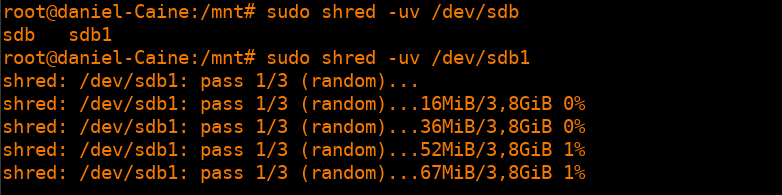 root@daniel-Caine:/mnt# sudo shred -uv /dev/sdb
sdb   sdb1
root@daniel-Caine:/mnt# sudo shred -uv /dev/sdb1
shred: /dev/sdb1: pass 1/3 (random)...
shred: /dev/sdb1: pass 1/3 (random)...16MiB/3,8GiB 0%
shred: /dev/sdb1: pass 1/3 (random)...36MiB/3,8GiB 0%
shred: /dev/sdb1: pass 1/3 (random)...52MiB/3,8GiB 1%
shred: /dev/sdb1: pass 1/3 (random)...67MiB/3,8GiB 1%